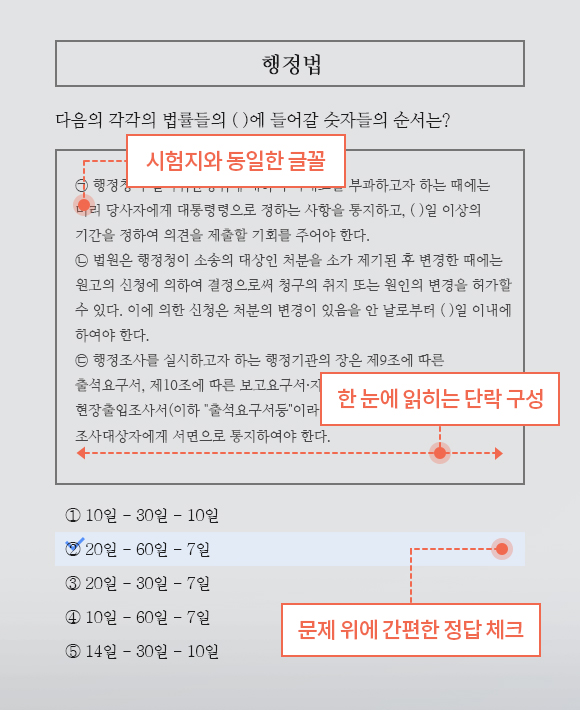 행정법
다음의 각각의 법률들의 ( )에 들어갈 숫자들의 순서는?
시험지와 동일한 글꼴
㉠ 행정청이 부과하고자 하는 때에는
미리 당사자에게 대통령령으로 정하는 사항을 통지하고, ( )일 이상의
기간을 정하여 의견을 제출할 기회를 주어야 한다.
㉡ 법원은 행정청이 소송의 대상인 처분을 소가 제기된 후 변경한 때에는
원고의 신청에 의하여 결정으로써 청구의 취지 또는 원인의 변경을 허가할
수 있다. 이에 의한 신청은 처분의 변경이 있음을 안 날로부터 ( )일 이내에
하여야 한다.
㉢ 행정조사를 실시하고자 하는 행정기관의 장은 제9조에 따른
출석요구서, 제10조에 따른 보고요구서·자
한 눈에 읽히는 단락 구성
현장출입조사서(이하 "출석요구서등"이라
조사대상자에게 서면으로 통지하여야 한다.
① 10일 - 30일 - 10일
② 20일 - 60일 - 7일
③ 20일 - 30일 - 7일
④ 10일 - 60일 - 7일
⑤ 14일 - 30일 - 10일
문제 위에 간편한 정답 체크